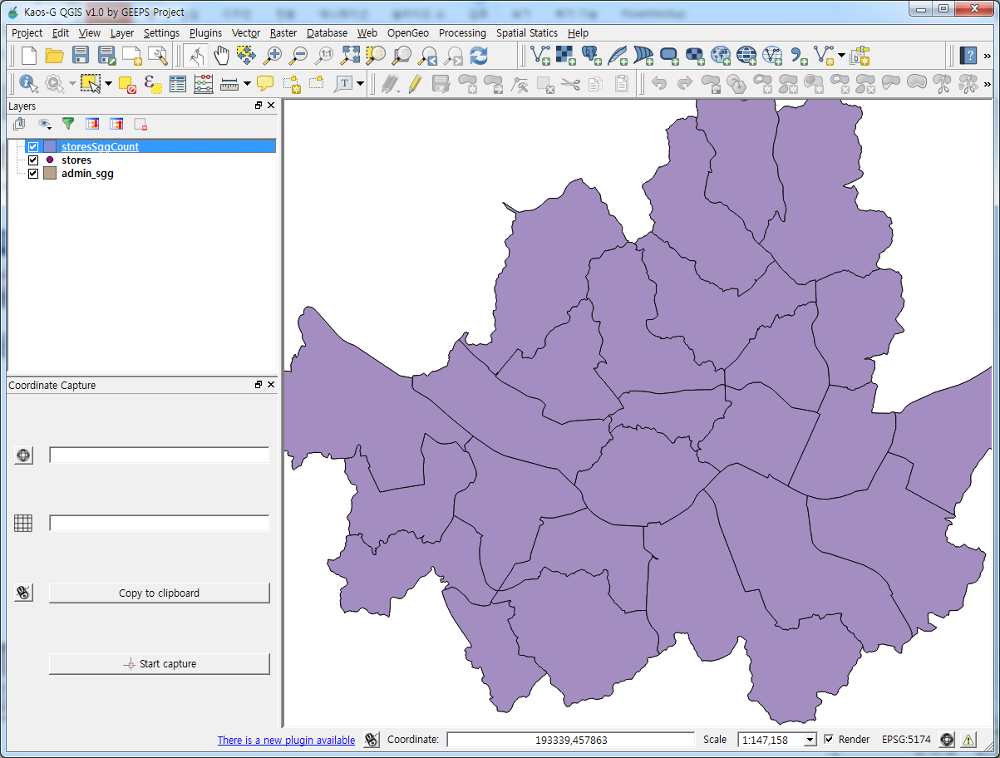 Kaos-G QGIS v1.0 by GEEPS Project
Project Edit View Layer Settings Plugins Vector Raster Database Web OpenGeo Processing Spatial Statics Help
1:1
T
?
Layers
storesSggCount
stores
admin_sgg
Coordinate Capture
Copy to clipboard
Start capture
There is a new plugin available Coordinate: 193339,457863 Scale 1:147,158 Render EPSG:5174